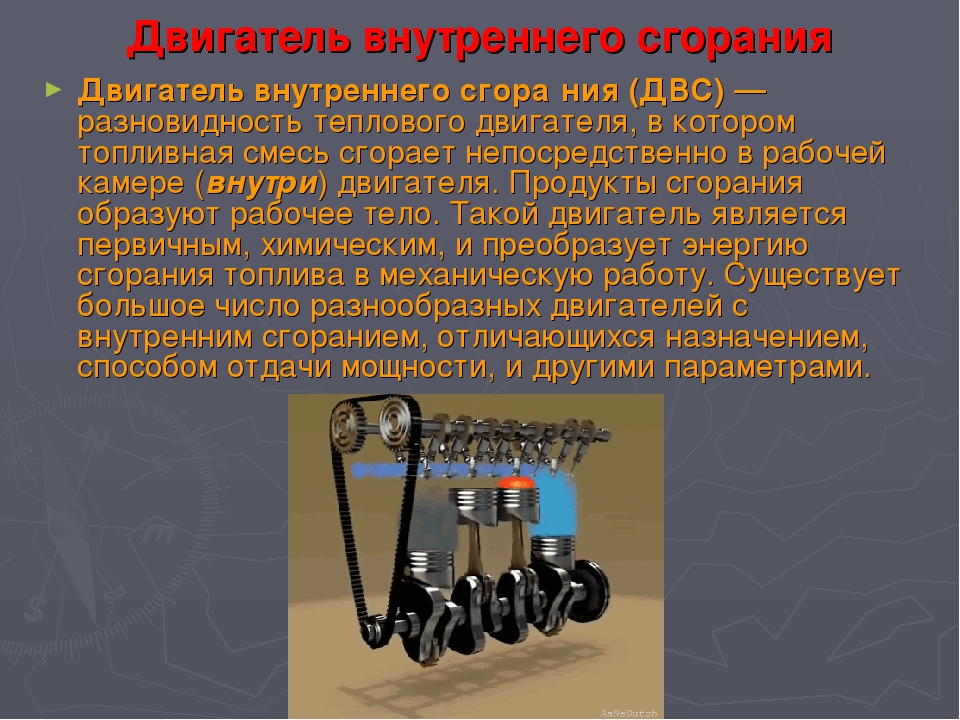 Двигатель внутреннего сгорания
Двигатель внутреннего сгора ния (ДВС) —
разновидность теплового двигателя, в котором
топливная смесь сгорает непосредственно в рабочей
камере (внутри) двигателя. Продукты сгорания
образуют рабочее тело. Такой двигатель является
первичным, химическим, и преобразует энергию
сгорания топлива в механическую работу. Существует
большое число разнообразных двигателей с
внутренним сгоранием, отличающихся назначением,
способом отдачи мощности, и другими параметрами.
N
S
SE
JaReDutch